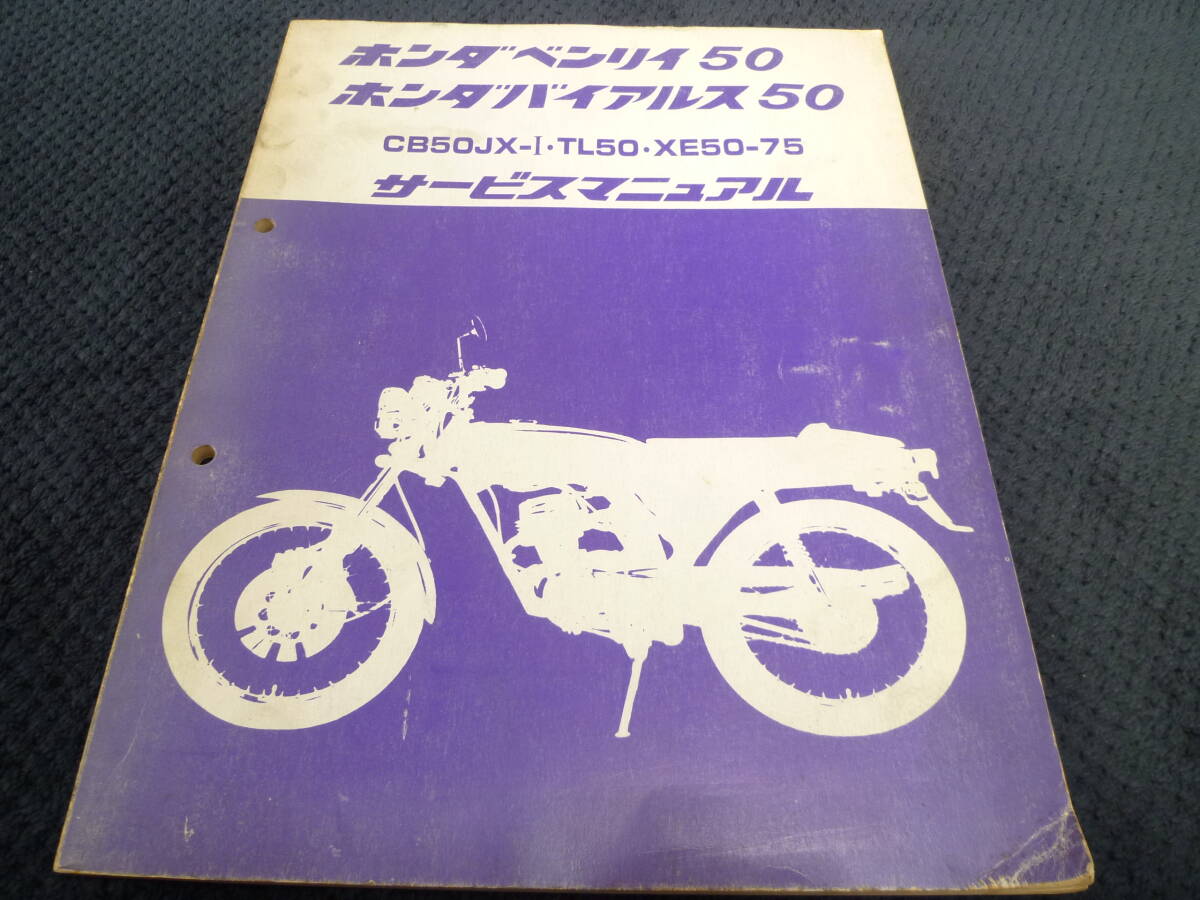 ホンダベンリイ50
ホンダバイアルス50
CB50JX-I・TL50・XE50-75
サービスマニュアル